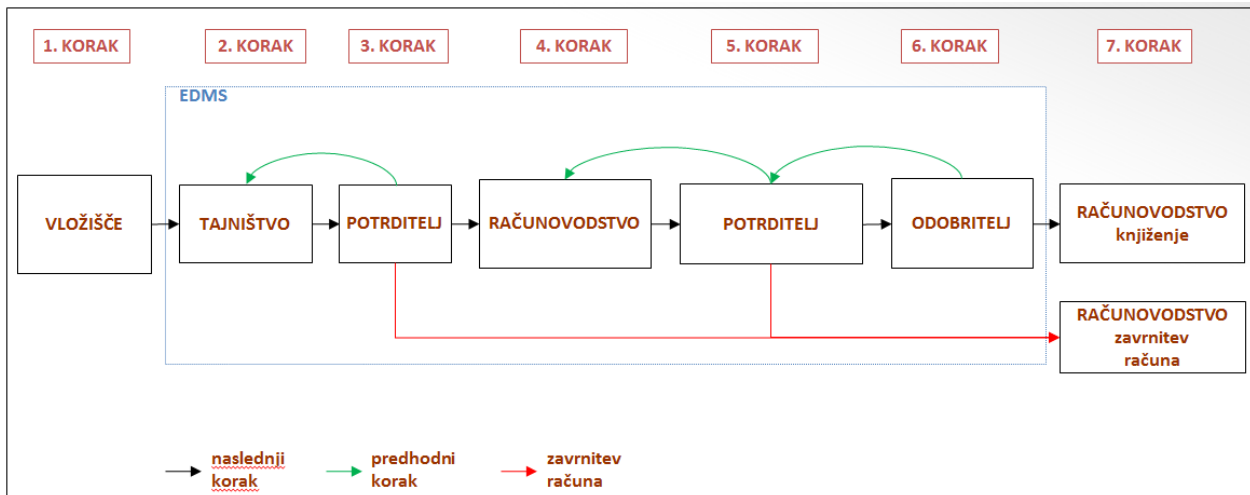 1. KORAK
2. KORAK
3. KORAK
4. KORAK
5. KORAK
6. KORAK
7. KORAK
EDMS
VLOŽIŠČE
TAJNIŠTVO
POTRDITELJ
RAČUNOVODSTVO
POTRDITELJ
ODOBRITELJ
RAČUNOVODSTVO
knjiženje
RAČUNOVODSTVO
zavrnitev
računa
naslednji
korak
predhodni
korak
zavrnitev
računa